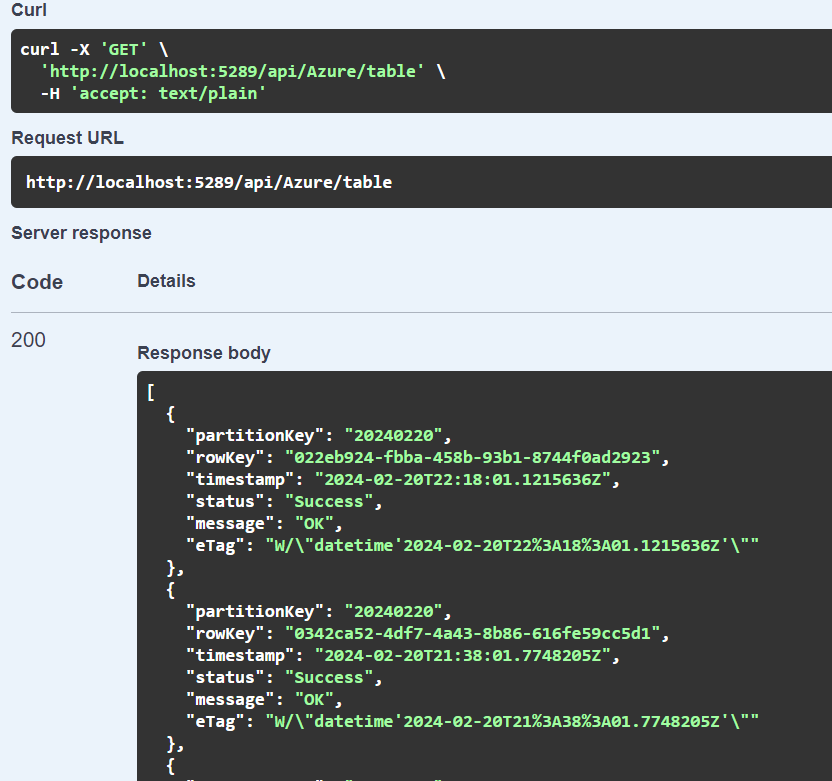 Curl
curl -X 'GET' \
  'http://localhost:5289/api/Azure/table' \
  -H 'accept: text/plain'
Request URL
http://localhost:5289/api/Azure/table
Server response
Code Details
200
Response body
[
  {
    "partitionKey": "20240220",
    "rowKey": "022eb924-fbba-458b-93b1-8744f0ad2923",
    "timestamp": "2024-02-20T22:18:01.1215636Z",
    "status": "Success",
    "message": "OK",
    "eTag": "W/\"datetime'2024-02-20T22%3A18%3A01.1215636Z'\""
  },
  {
    "partitionKey": "20240220",
    "rowKey": "0342ca52-4df7-4a43-8b86-616fe59cc5d1",
    "timestamp": "2024-02-20T21:38:01.7748205Z",
    "status": "Success",
    "message": "OK",
    "eTag": "W/\"datetime'2024-02-20T21%3A38%3A01.7748205Z'\""
  },
  {